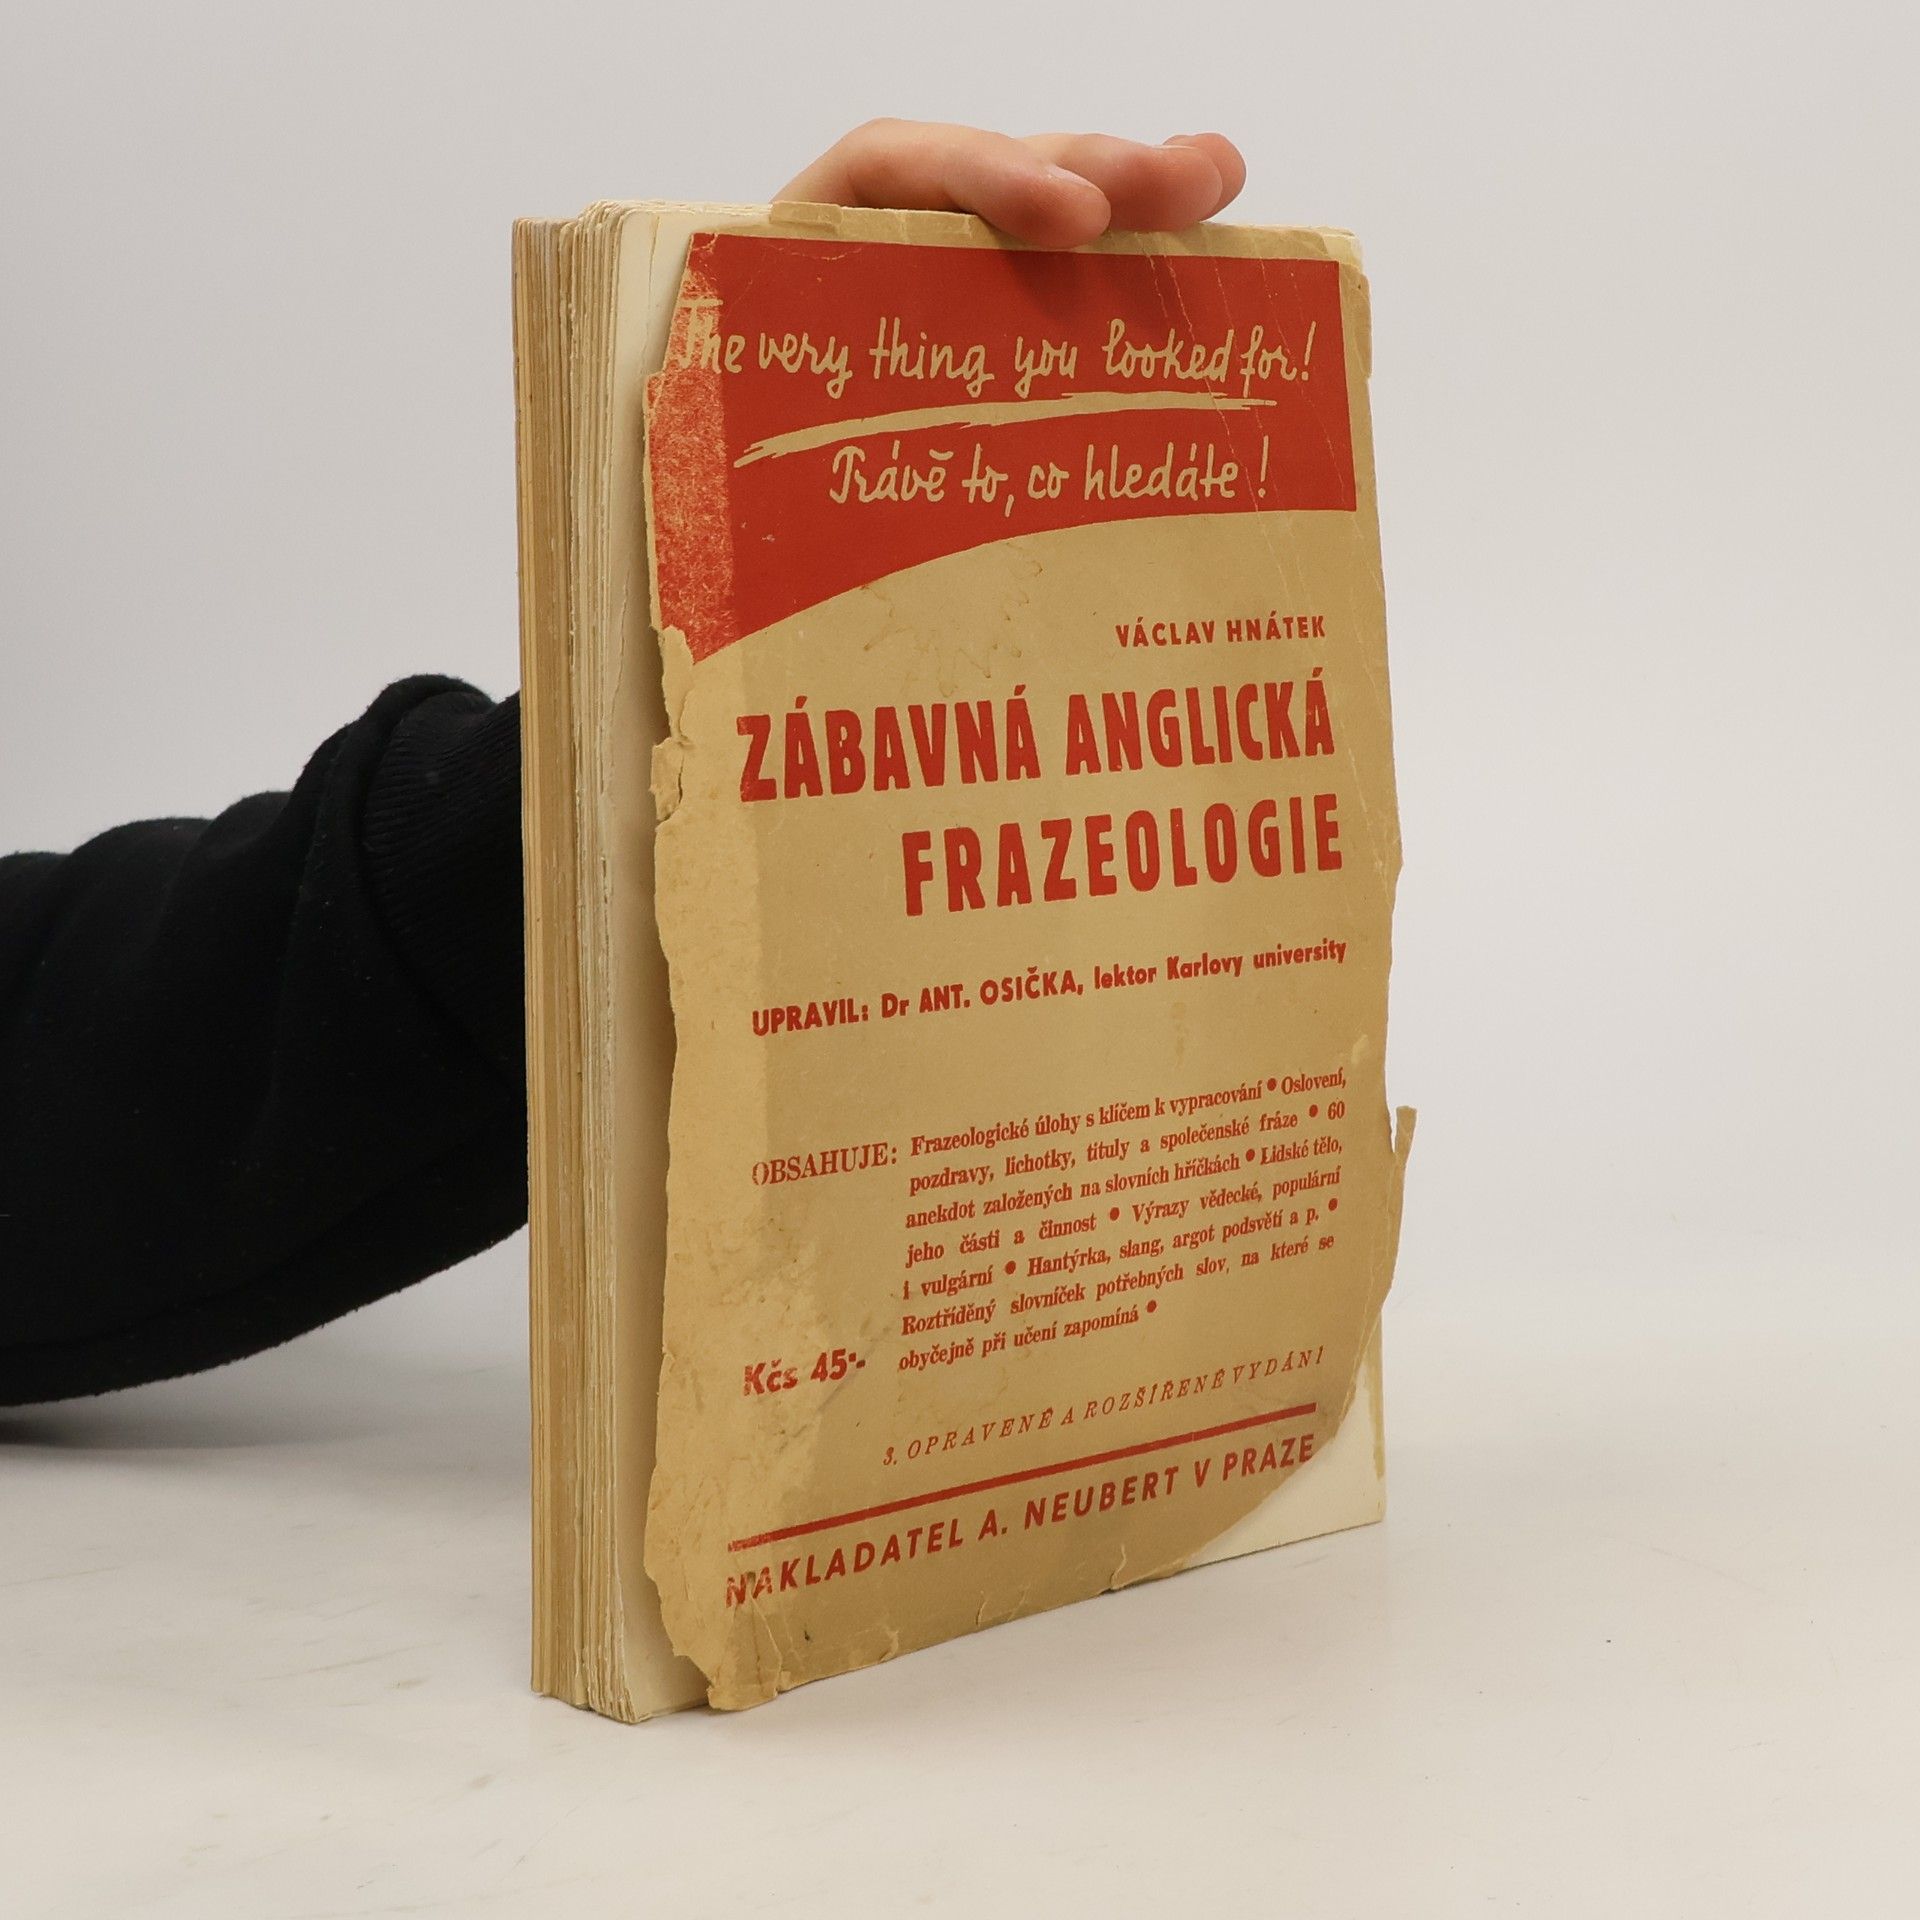 The very thing you looked for!
Právě to, co hledáte!
VÁCLAV HNÁTEK
ZÁBAVNÁ ANGLICKÁ
FRAZEOLOGIE
UPRAVIL: Dr ANT. OSIČKA, lektor Karlovy university
OBSAHUJE: Frazeologické úlohy s klíčem k vypracování • Oslovení,
pozdravy, lichotky, tituly a společenské fráze • 60
anekdot založených na slovních hříčkách • Lidské tělo,
jeho části a činnost • Výrazy vědecké, populární
i vulgární • Hantýrka, slang, argot podsvětí a p. •
Roztříděný slovníček potřebných slov, na které se
obyčejně při učení zapomíná •
Kčs 45·-
3. OPRAVENÉ A ROZŠÍŘENÉ VYDÁNÍ
NAKLADATEL A. NEUBERT V PRAZE